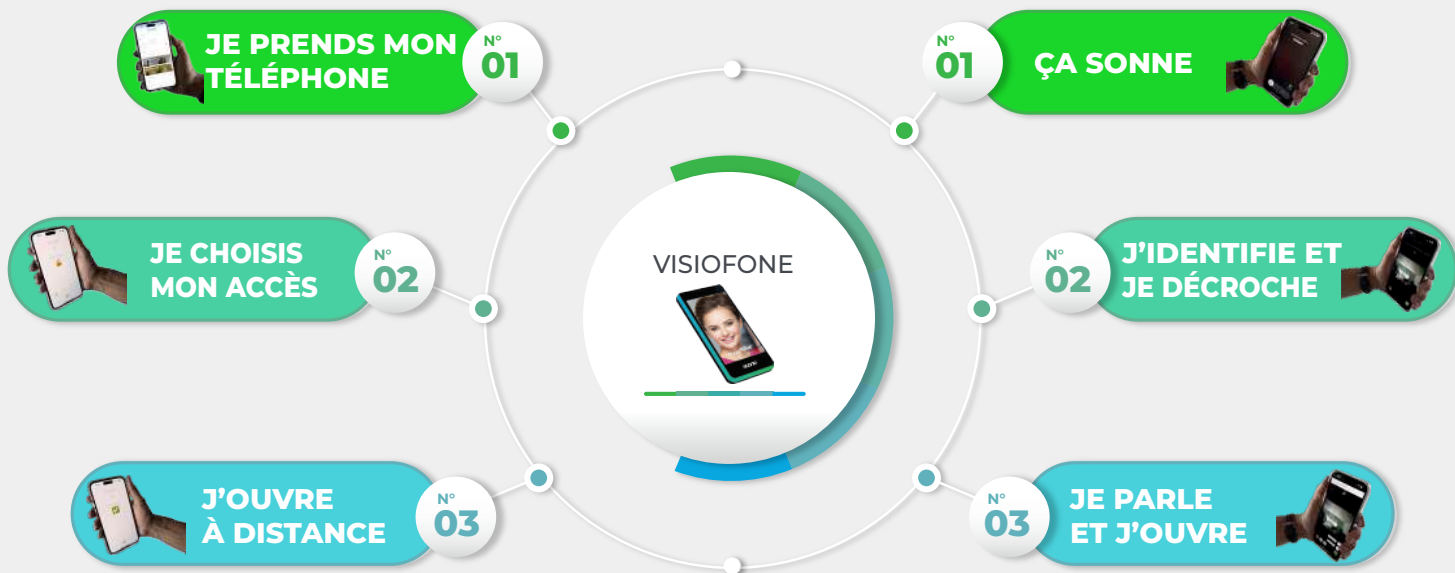 JE PRENDS MON
TÉLÉPHONE
N°
01
JE CHOISIS
MON ACCÈS
N°
02
J’OUVRE
À DISTANCE
N°
03
VISIOFONE
N°
01
ÇA SONNE
N°
02
J’IDENTIFIE ET
JE DÉCROCHE
N°
03
JE PARLE
ET J’OUVRE